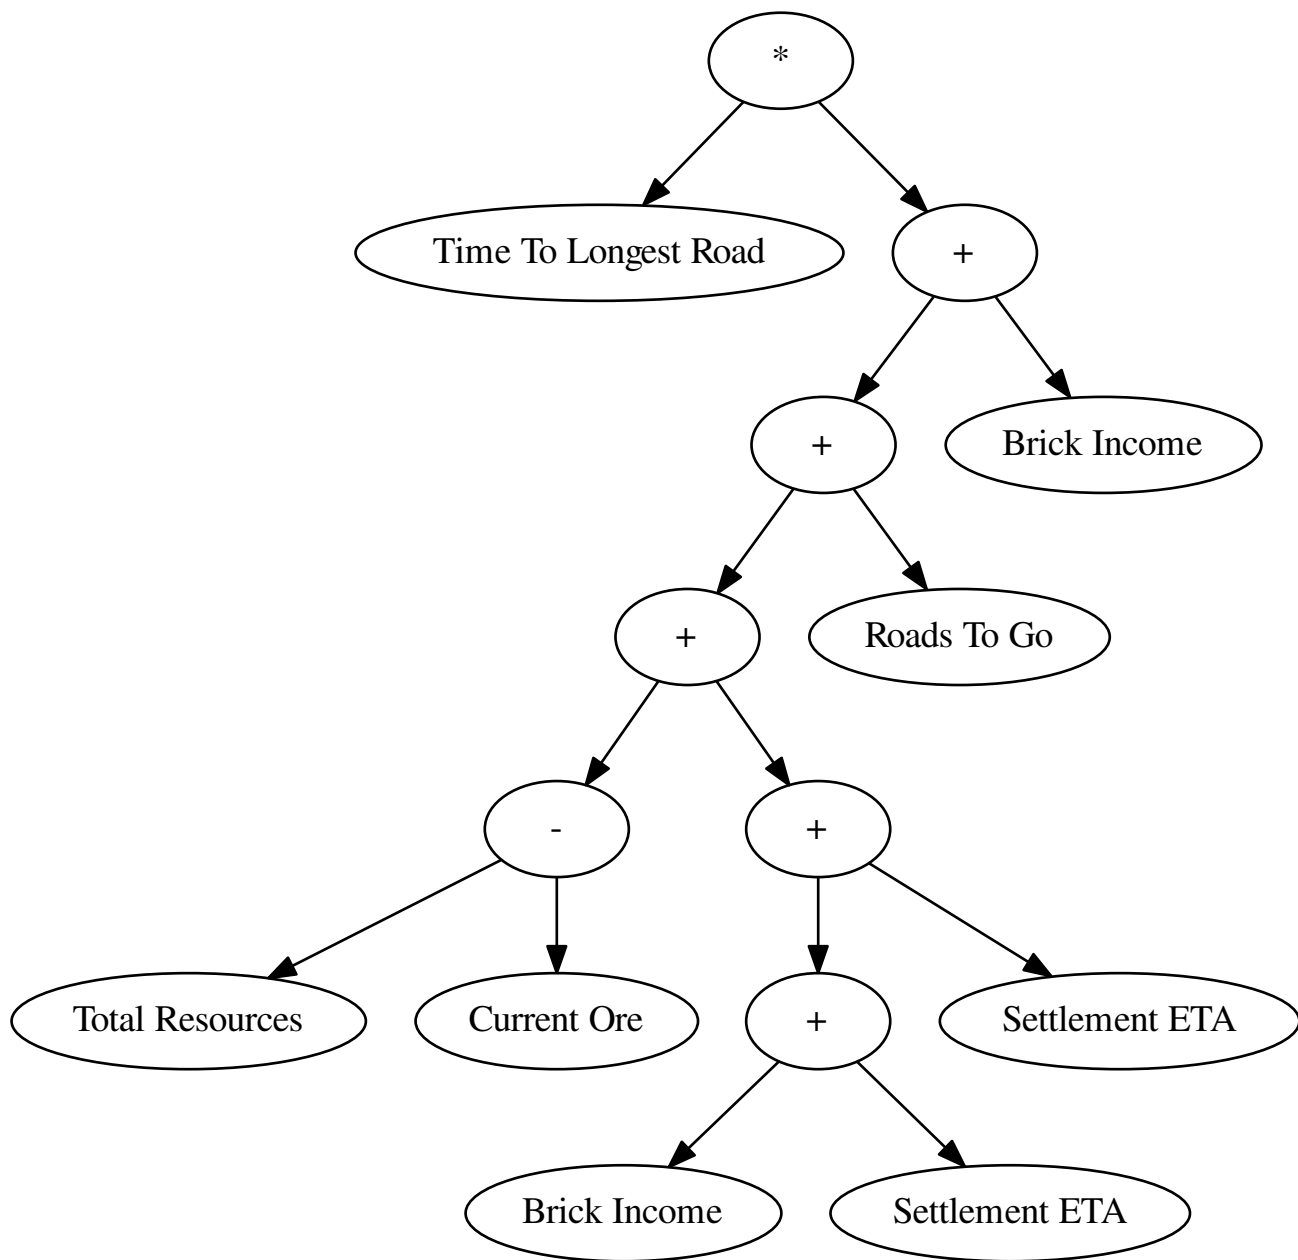 *
Time To Longest Road
+
+
Brick Income
+
Roads To Go
-
+
Total Resources
Current Ore
+
Settlement ETA
Brick Income
Settlement ETA